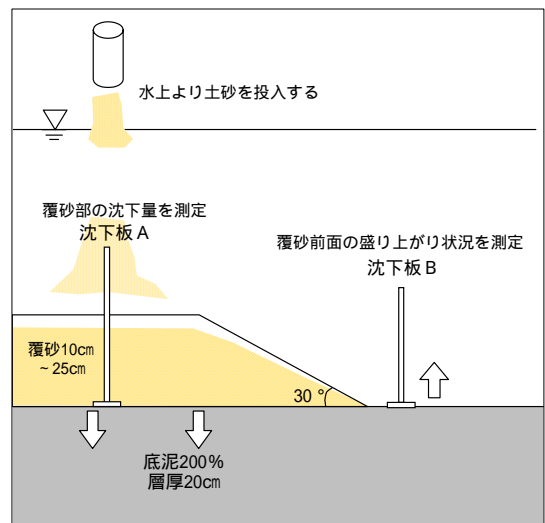 水上より土砂を投入する
覆砂部の沈下量を測定
沈下板A
覆砂前面の盛り上がり状況を測定
沈下板B
覆砂10㎝
~25㎝
30°
底泥200%
層厚20㎝